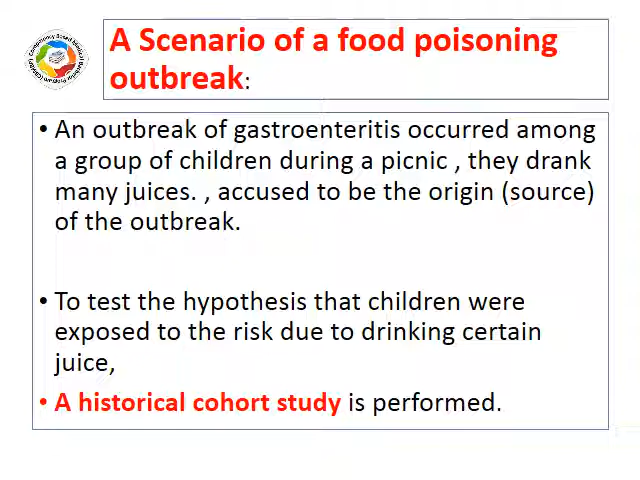 A Scenario of a food poisoning
outbreak:
• An outbreak of gastroenteritis occurred among
a group of children during a picnic , they drank
many juices. , accused to be the origin (source)
of the outbreak.
• To test the hypothesis that children were
exposed to the risk due to drinking certain
juice,
• A historical cohort study is performed.